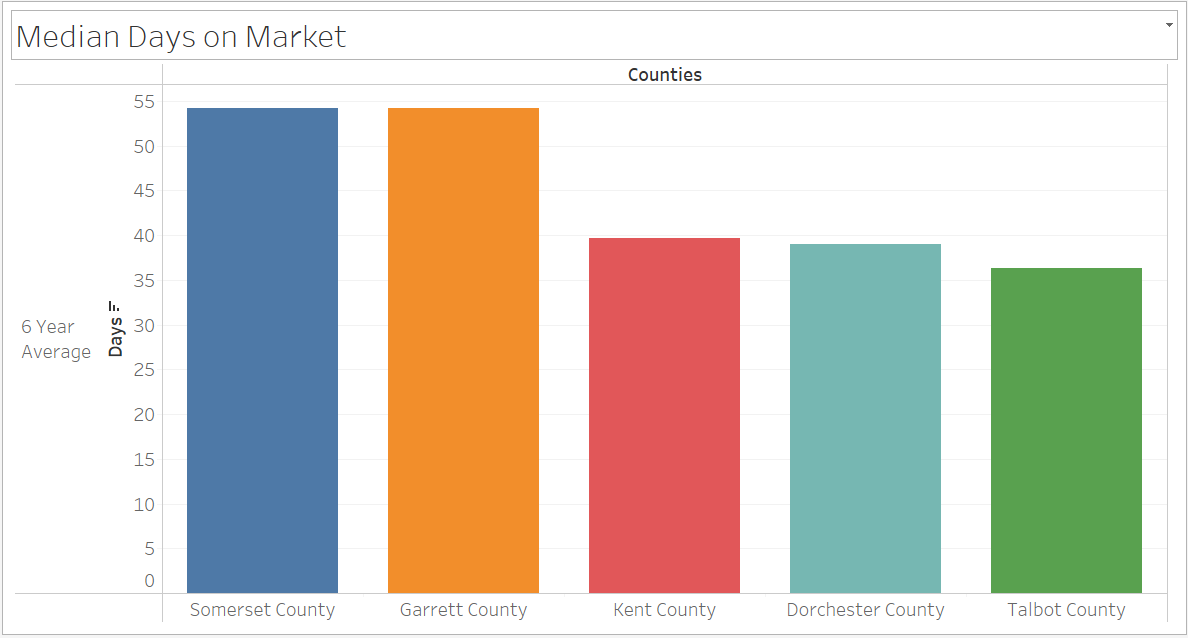 Median Days on Market
Counties
55
50
45
40
35
30
25
20
15
10
5
0
6 Year
Average
Days
Somerset County
Garrett County
Kent County
Dorchester County
Talbot County